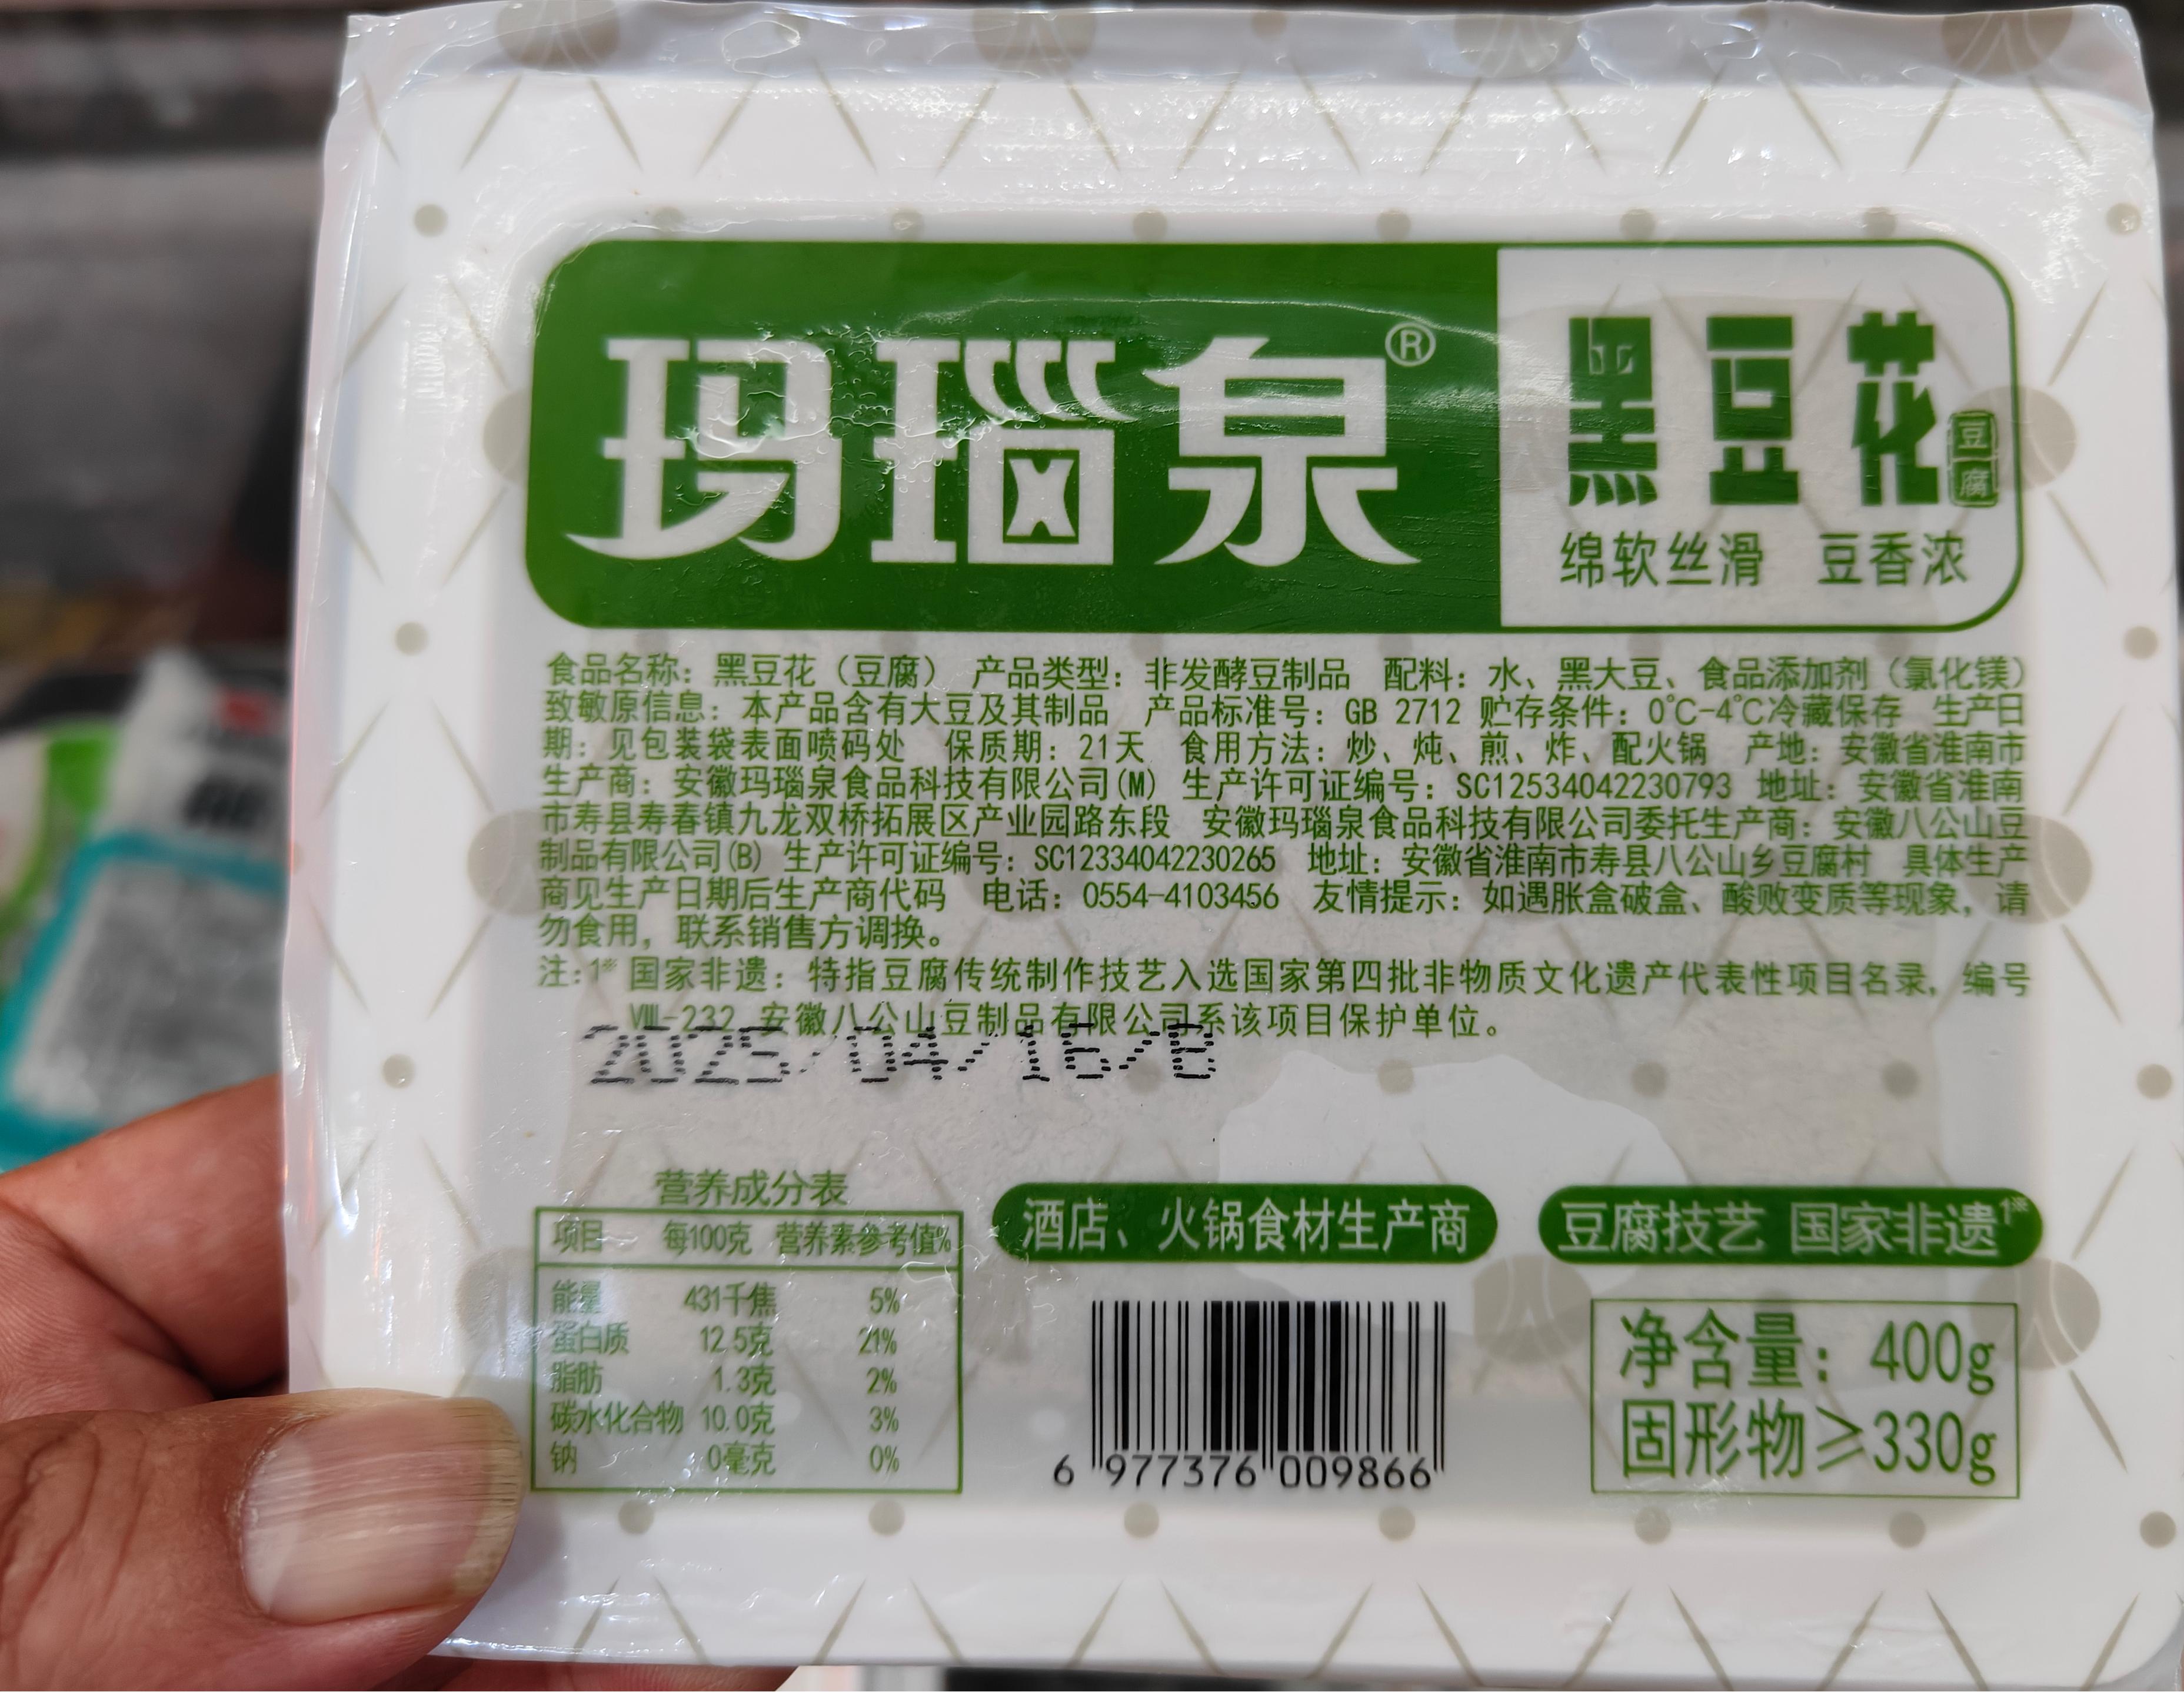 玛瑙泉®
黑豆花
豆腐
绵软丝滑 豆香浓
食品名称：黑豆花（豆腐） 产品类型：非发酵豆制品 配料：水、黑大豆、食品添加剂（氯化镁）
致敏原信息：本产品含有大豆及其制品 产品标准号：GB 2712 贮存条件：0℃-4℃冷藏保存 生产日
期：见包装袋表面喷码处 保质期：21天 食用方法：炒、炖、煎、炸、配火锅 产地：安徽省淮南市
生产商：安徽玛瑙泉食品科技有限公司(M) 生产许可证编号：SC12534042230793 地址：安徽省淮南
市寿县寿春镇九龙双桥拓展区产业园路东段 安徽玛瑙泉食品科技有限公司委托生产商：安徽八公山豆
制品有限公司(B) 生产许可证编号：SC12334042230265 地址：安徽省淮南市寿县八公山乡豆腐村 具体生产
商见生产日期后生产商代码 电话：0554-4103456 友情提示：如遇胀盒破盒、酸败变质等现象，请
勿食用，联系销售方调换。
注:1※ 国家非遗：特指豆腐传统制作技艺入选国家第四批非物质文化遗产代表性项目名录，编号
Ⅷ-232 安徽八公山豆制品有限公司系该项目保护单位。
2025/04/16/B
营养成分表
项目 每100克 营养素参考值%
能量 431千焦 5%
蛋白质 12.5克 21%
脂肪 1.3克 2%
碳水化合物 10.0克 3%
钠 0毫克 0%
酒店、火锅食材生产商
6 977376 009866
豆腐技艺 国家非遗1※
净含量：400g
固形物≥330g